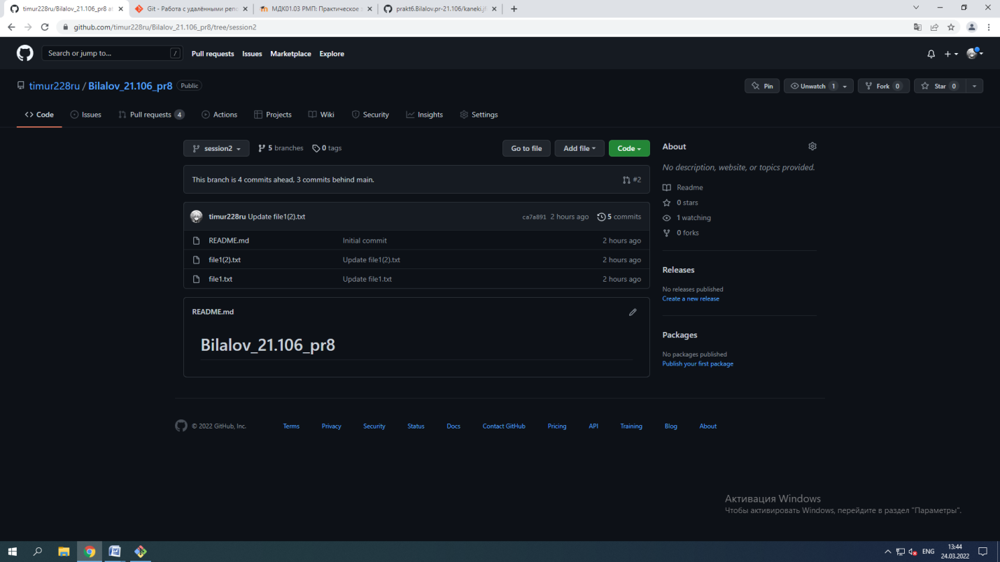 timur228ru/Bilalov_21.106_pr8 at
Git - Работа с удалёнными репо
МДК01.03 РМП: Практическое з
prakt6.Bilalov.pr-21.106/kaneki.jf
github.com/timur228ru/Bilalov_21.106_pr8/tree/session2
Search or jump to... /
Pull requests Issues Marketplace Explore
timur228ru / Bilalov_21.106_pr8 Public
Pin Unwatch 1 Fork 0 Star 0
Code Issues Pull requests 4 Actions Projects Wiki Security Insights Settings
session2 5 branches 0 tags Go to file Add file Code
This branch is 4 commits ahead, 3 commits behind main. #2
timur228ru Update file1(2).txt ca7a891 2 hours ago 5 commits
README.md Initial commit 2 hours ago
file1(2).txt Update file1(2).txt 2 hours ago
file1.txt Update file1.txt 2 hours ago
README.md
Bilalov_21.106_pr8
About
No description, website, or topics provided.
Readme
0 stars
1 watching
0 forks
Releases
No releases published
Create a new release
Packages
No packages published
Publish your first package
© 2022 GitHub, Inc. Terms Privacy Security Status Docs Contact GitHub Pricing API Training Blog About
Активация Windows
Чтобы активировать Windows, перейдите в раздел "Параметры".
ENG
13:44
24.03.2022